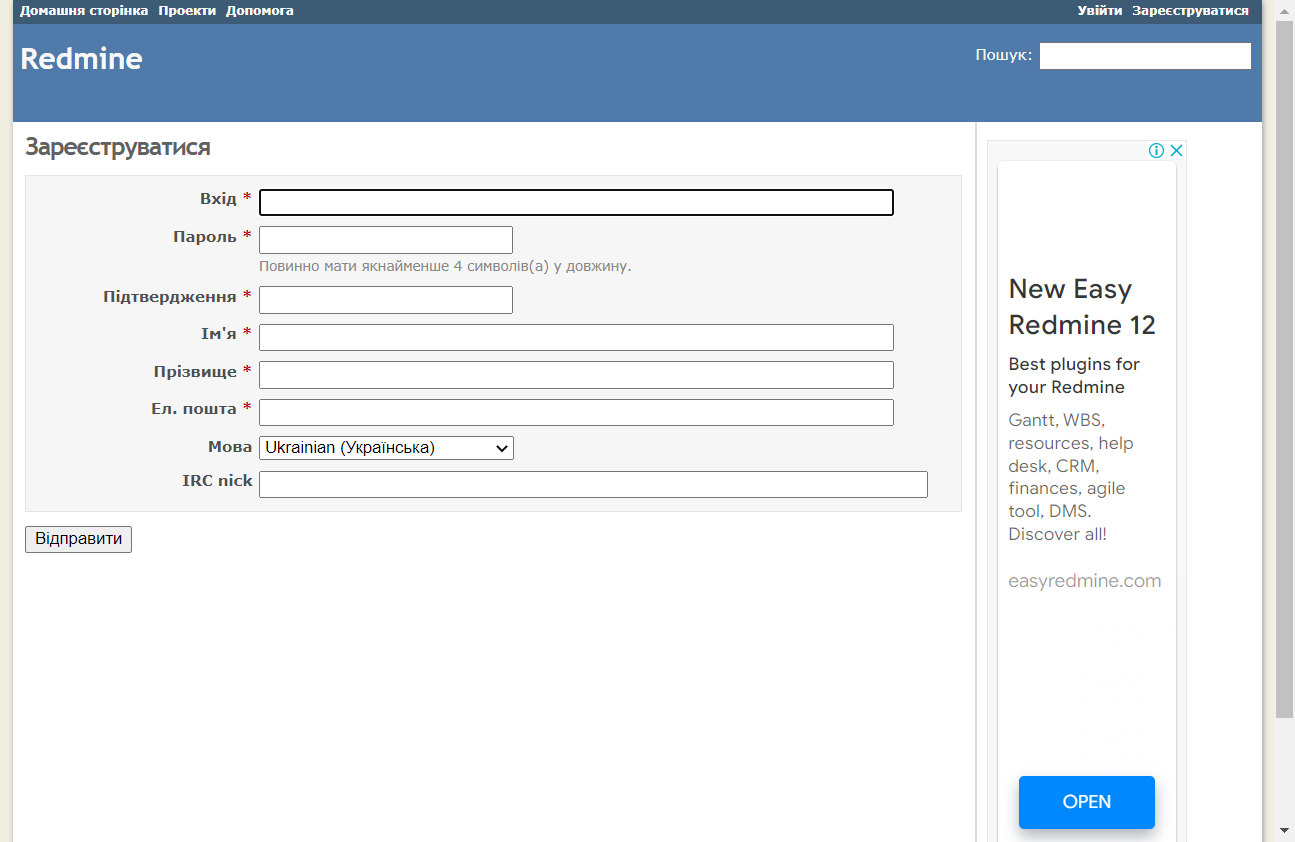 Домашня сторінка Проекти Допомога Увійти Зареєструватися
Redmine
Пошук:
Зареєструватися
Вхід *
Пароль *
Повинно мати якнайменше 4 символів(а) у довжину.
Підтвердження *
Ім'я *
Прізвище *
Ел. пошта *
Мова Ukrainian (Українська)
IRC nick
Відправити
New Easy
Redmine 12
Best plugins for
your Redmine
Gantt, WBS,
resources, help
desk, CRM,
finances, agile
tool, DMS.
Discover all!
easyredmine.com
OPEN